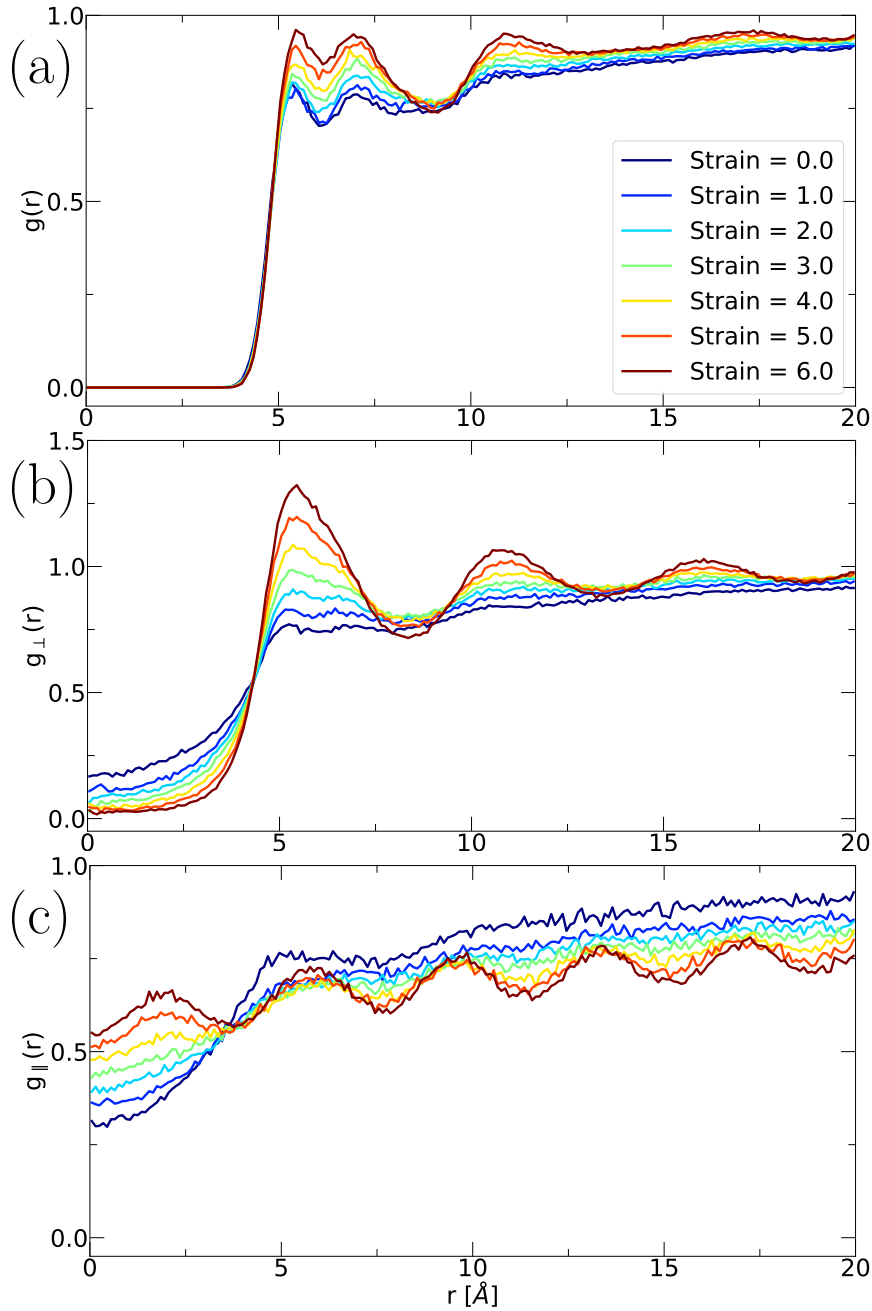 (a)
1.0
0.5
0.0
g(r)
Strain = 0.0
Strain = 1.0
Strain = 2.0
Strain = 3.0
Strain = 4.0
Strain = 5.0
Strain = 6.0
0 5 10 15 20
(b)
1.5
1.0
0.5
0.0
g⊥(r)
0 5 10 15 20
(c)
1.0
0.5
0.0
g∥(r)
0 5 10 15 20
r [Å]